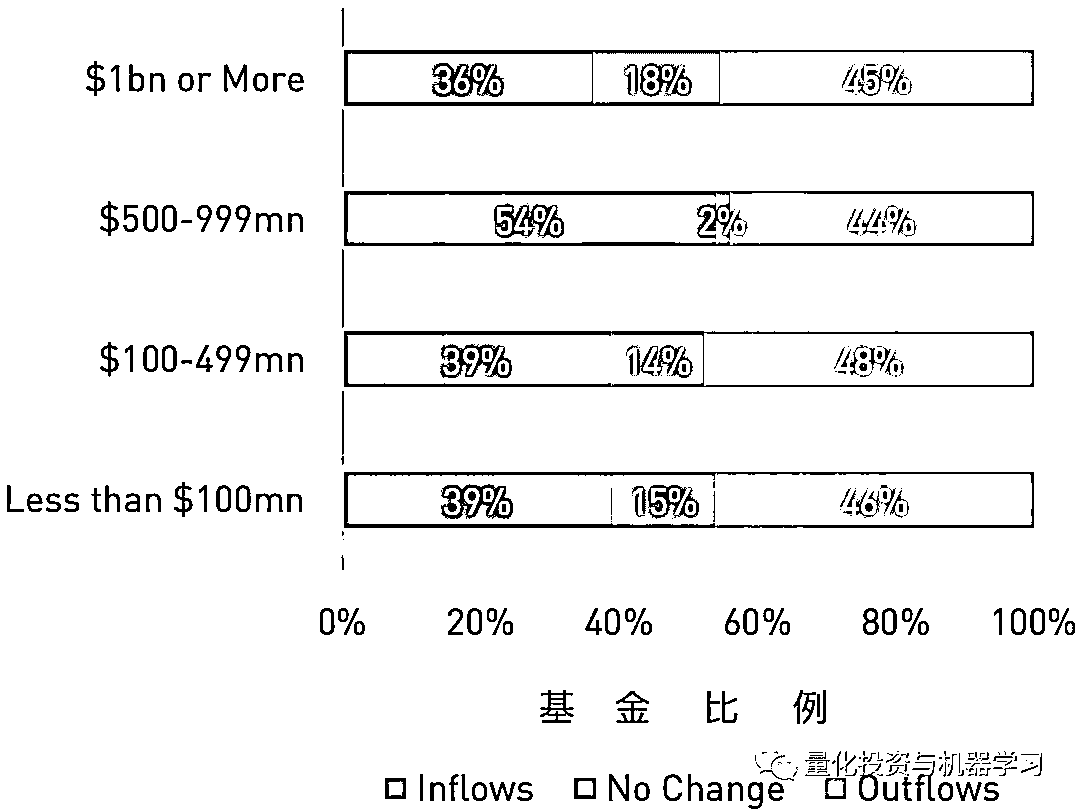 $1bn or More 36% 18% 45%
$500-999mn 54% 2% 44%
$100-499mn 39% 14% 48%
Less than $100mn 39% 15% 46%
0% 20% 40% 60% 80% 100%
基金比例
量化投资与机器学习
Inflows No Change Outflows